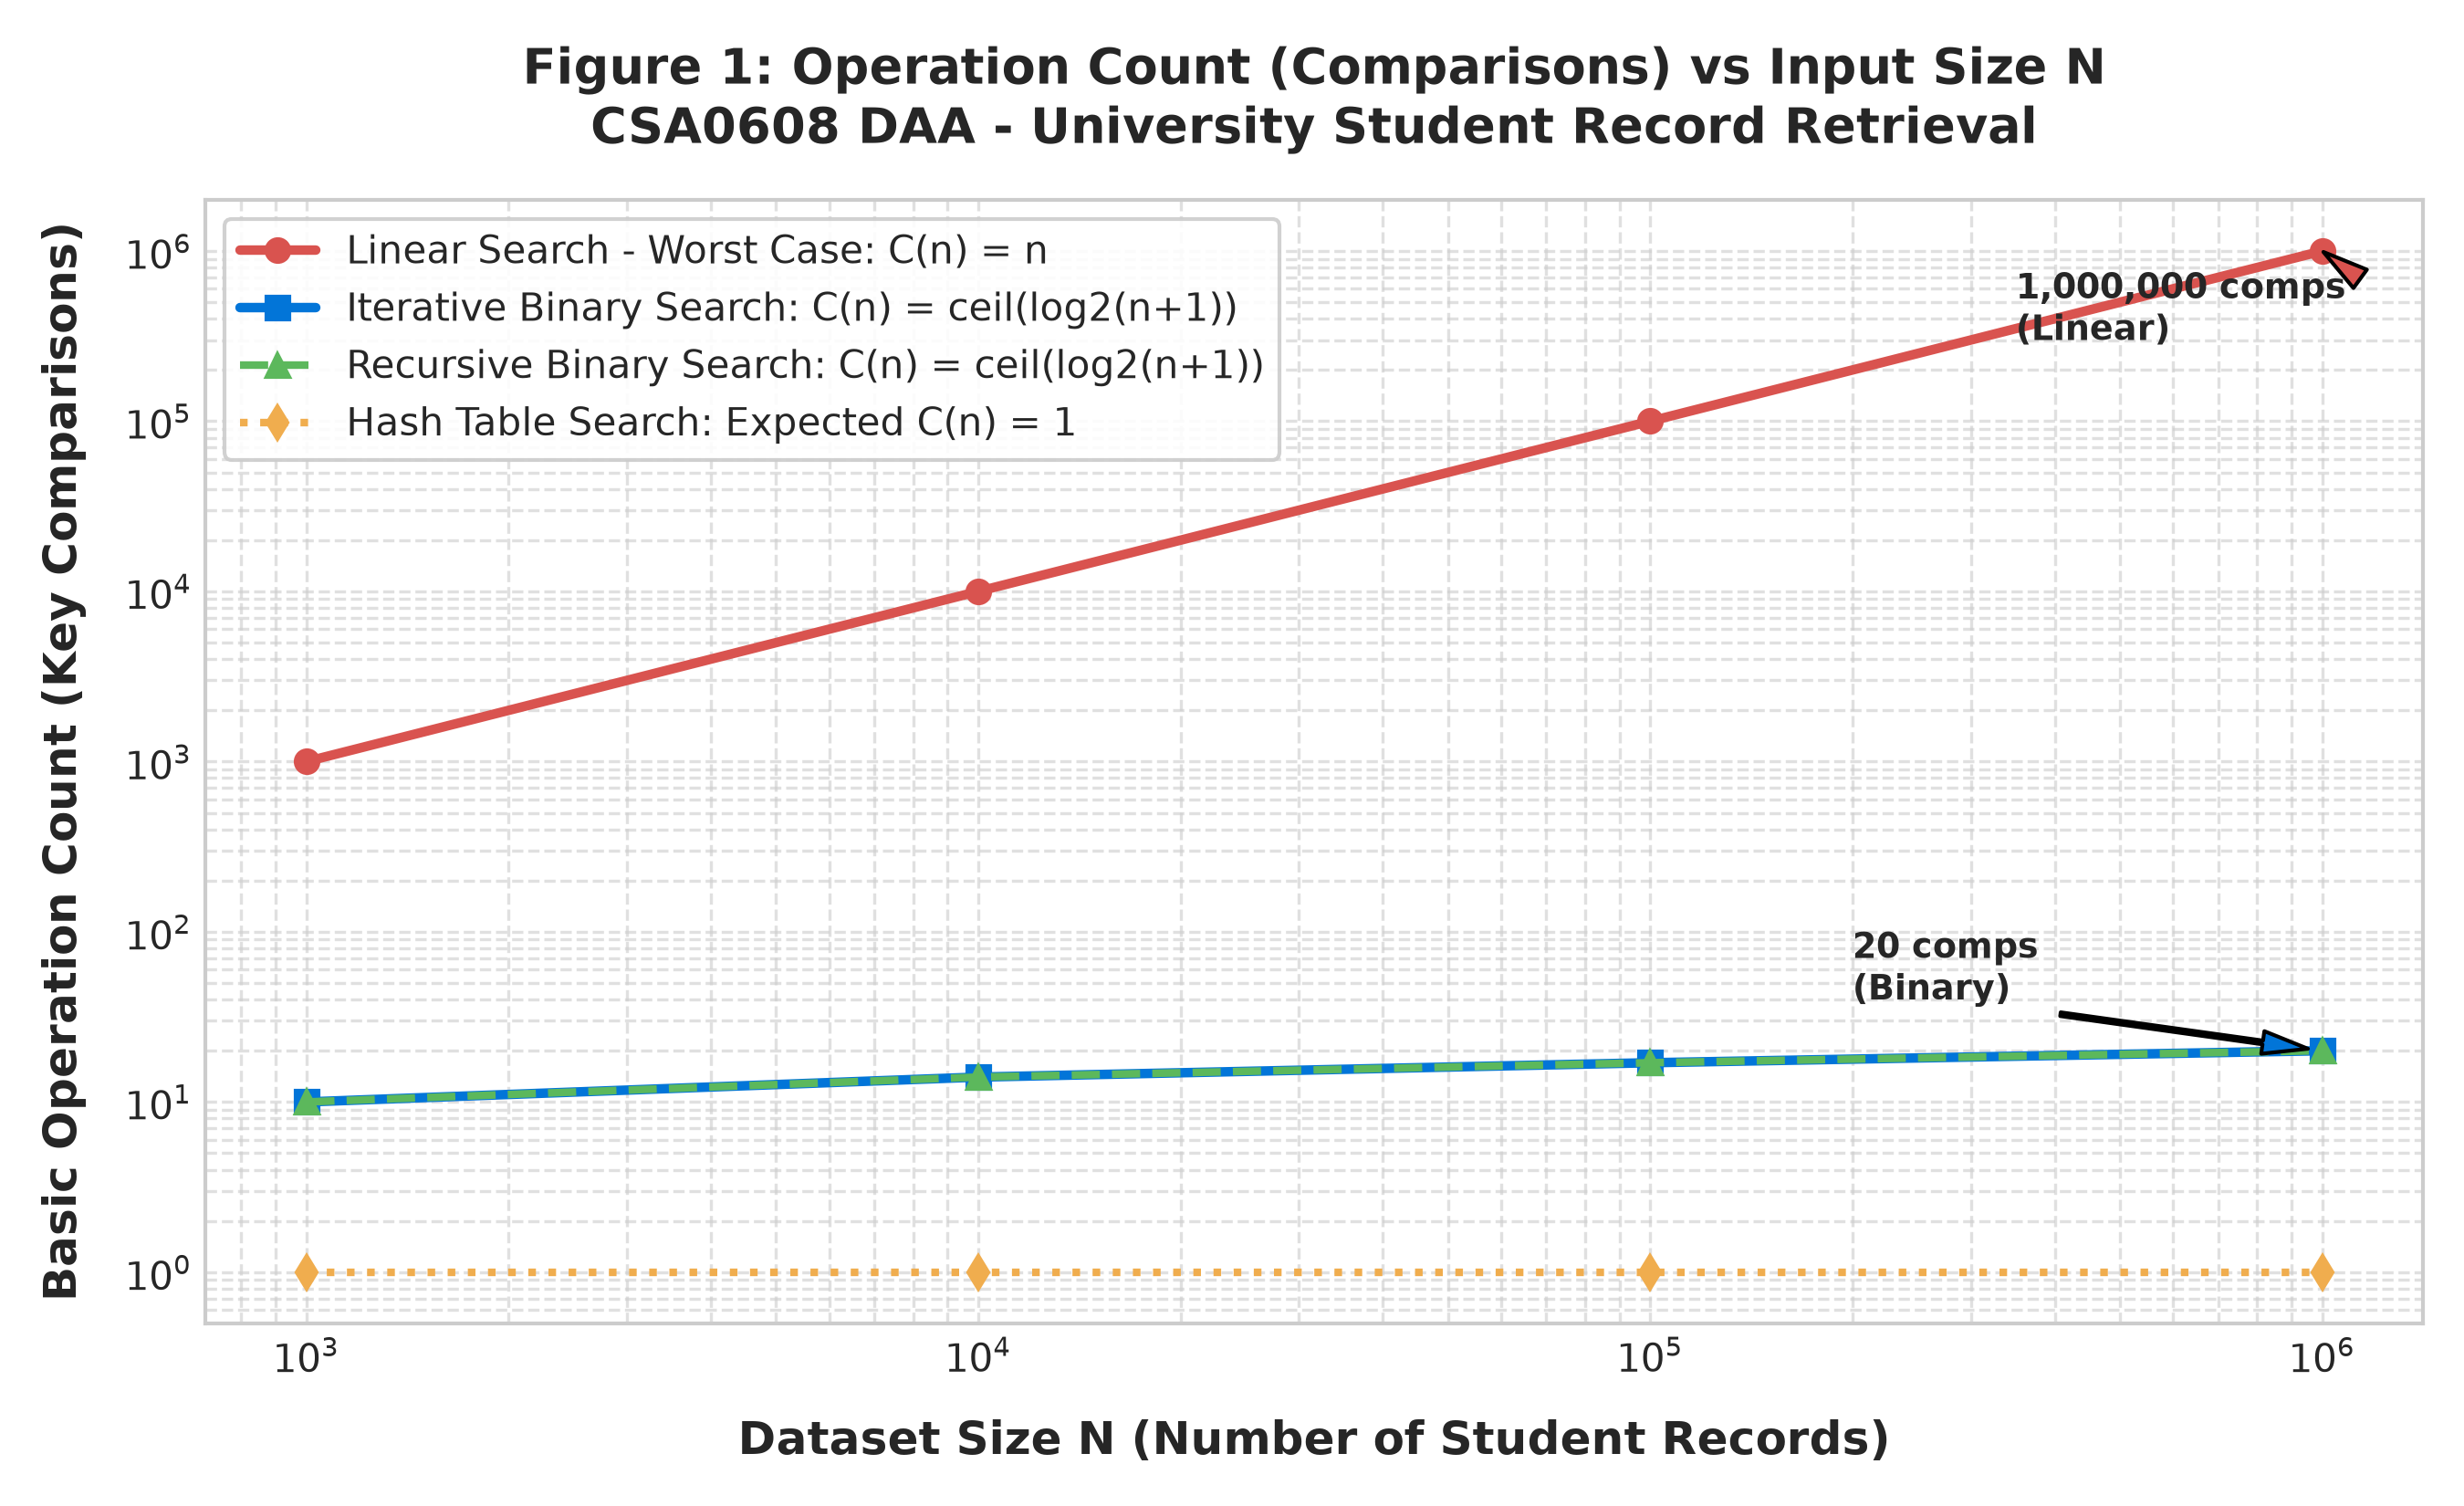 Figure 1: Operation Count (Comparisons) vs Input Size N
CSA0608 DAA - University Student Record Retrieval
Basic Operation Count (Key Comparisons)
10⁶
10⁵
10⁴
10³
10²
10¹
10⁰
Linear Search - Worst Case: C(n) = n
Iterative Binary Search: C(n) = ceil(log2(n+1))
Recursive Binary Search: C(n) = ceil(log2(n+1))
Hash Table Search: Expected C(n) = 1
1,000,000 comps
(Linear)
20 comps
(Binary)
10³ 10⁴ 10⁵ 10⁶
Dataset Size N (Number of Student Records)